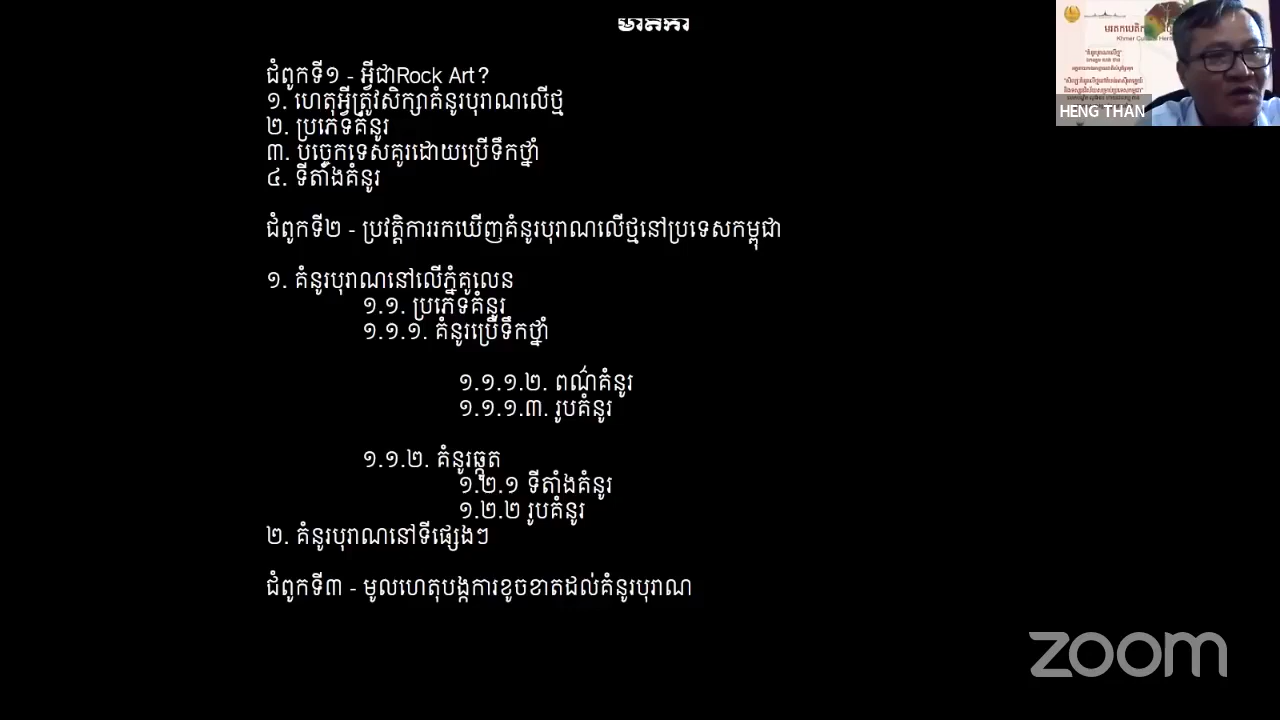 មាតិកា
ជំពូកទី១ - អ្វីជាRock Art?
១. ហេតុអ្វីត្រូវសិក្សាគំនូរបុរាណលើថ្ម
២. ប្រភេទគំនូរ
៣. បច្ចេកទេសគូរដោយប្រើទឹកថ្នាំ
៤. ទីតាំងគំនូរ
ជំពូកទី២ - ប្រវត្តិការរកឃើញគំនូរបុរាណលើថ្មនៅប្រទេសកម្ពុជា
១. គំនូរបុរាណនៅលើភ្នំគូលេន
១.១. ប្រភេទគំនូរ
១.១.១. គំនូរប្រើទឹកថ្នាំ
១.១.១.២. ពណ៌គំនូរ
១.១.១.៣. រូបគំនូរ
១.១.២. គំនូរឆ្កូត
១.២.១ ទីតាំងគំនូរ
១.២.២ រូបគំនូរ
២. គំនូរបុរាណនៅទីផ្សេងៗ
ជំពូកទី៣ - មូលហេតុបង្កការខូចខាតដល់គំនូរបុរាណ
HENG THAN
zoom